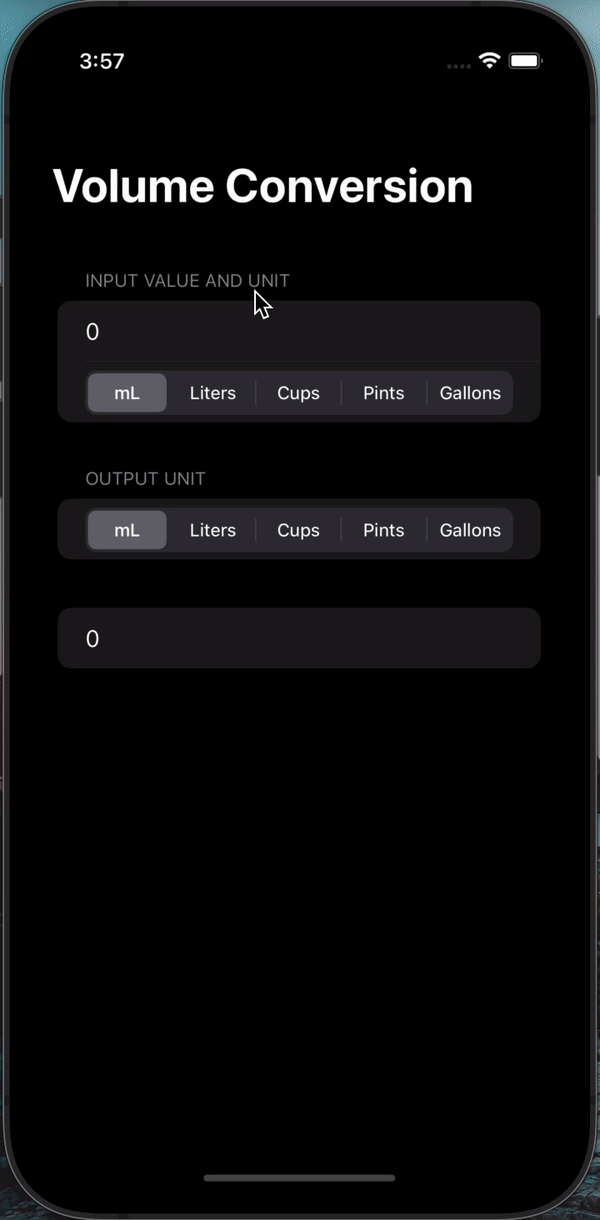 3:57
Volume Conversion
INPUT VALUE AND UNIT
0
mL Liters Cups Pints Gallons
OUTPUT UNIT
mL Liters Cups Pints Gallons
0